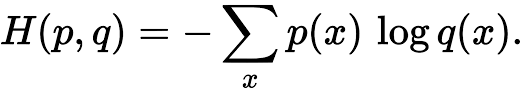 H(p, q) = − ∑ₓ p(x) log q(x).